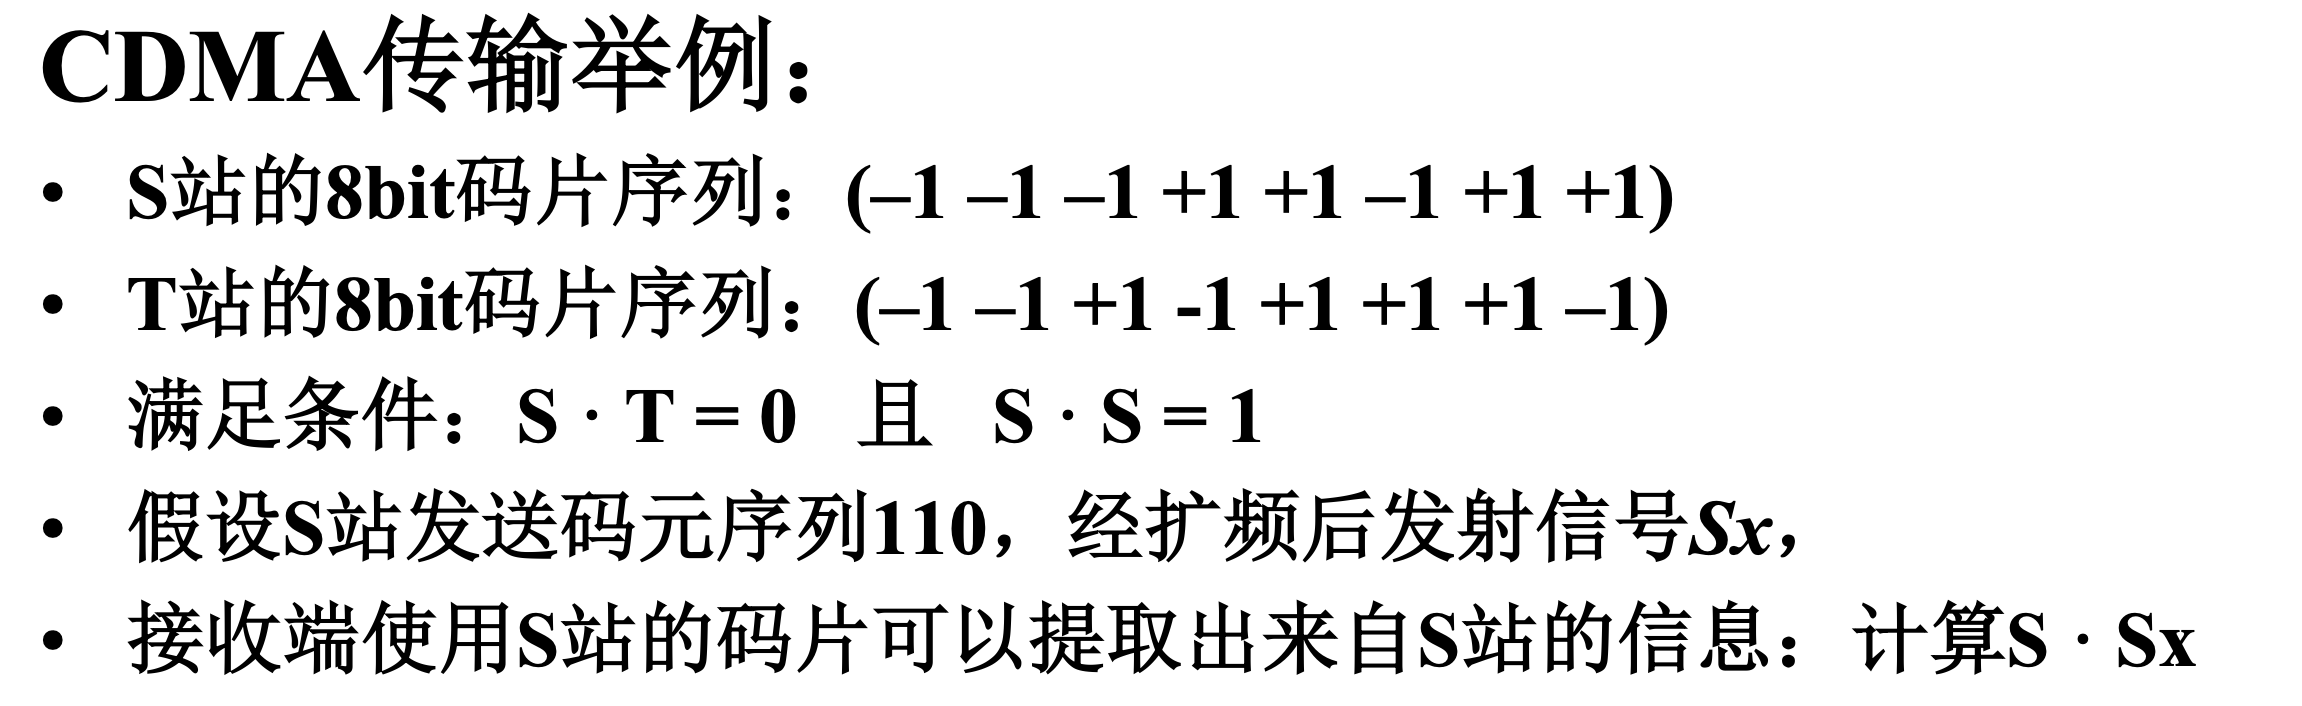 CDMA传输举例：
• S站的8bit码片序列：(–1 –1 –1 +1 +1 –1 +1 +1)
• T站的8bit码片序列： (–1 –1 +1 -1 +1 +1 +1 –1)
• 满足条件：S · T = 0 且 S · S = 1
• 假设S站发送码元序列110，经扩频后发射信号Sx，
• 接收端使用S站的码片可以提取出来自S站的信息：计算S · Sx